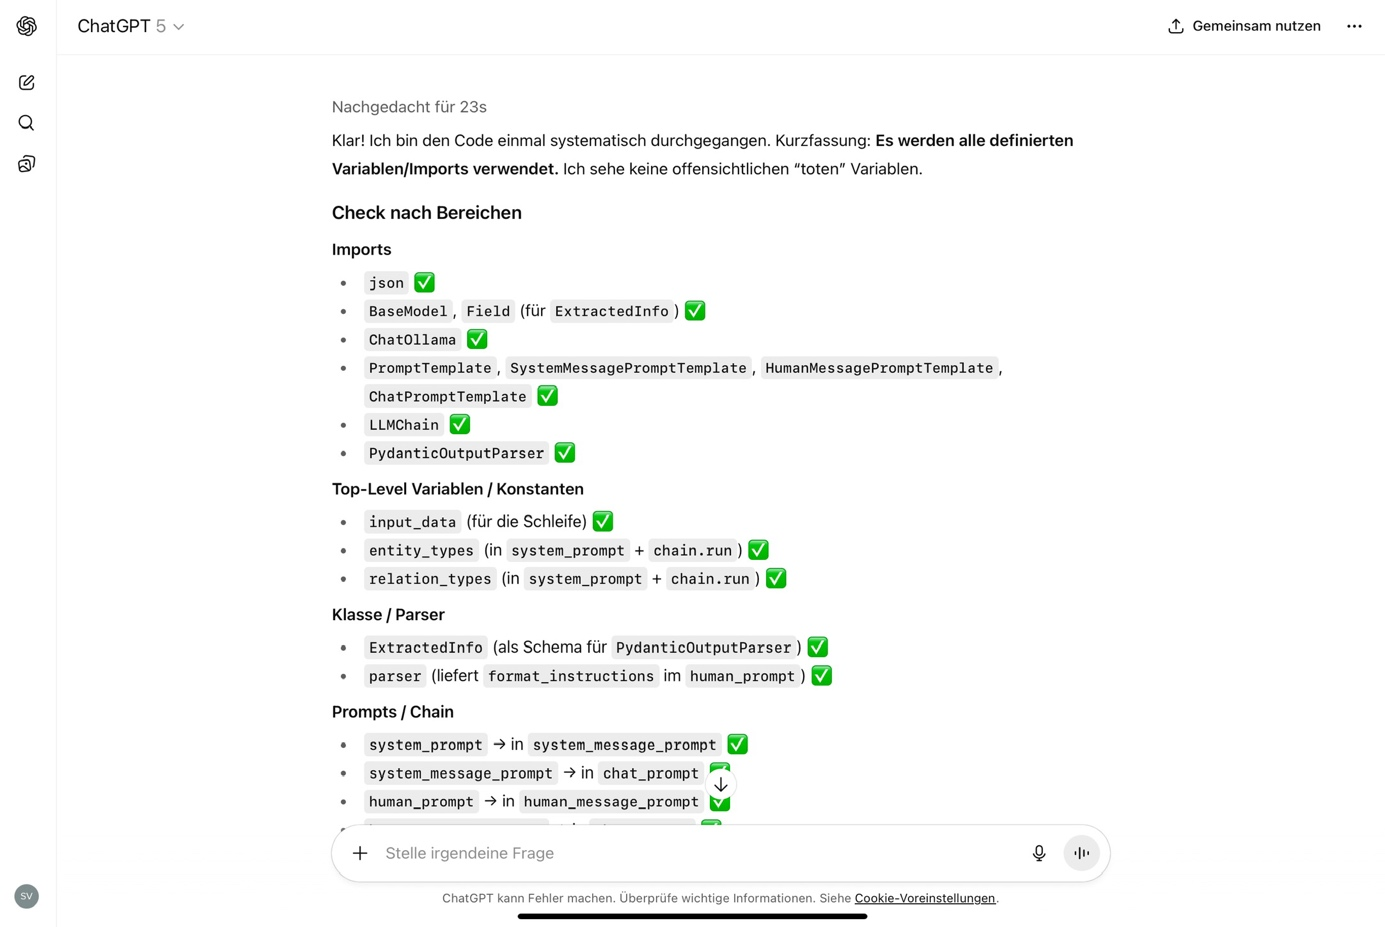 ChatGPT 5
Gemeinsam nutzen
Nachgedacht für 23s
Klar! Ich bin den Code einmal systematisch durchgegangen. Kurzfassung: Es werden alle definierten
Variablen/Imports verwendet. Ich sehe keine offensichtlichen “toten” Variablen.
Check nach Bereichen
Imports
• json ✅
• BaseModel, Field (für ExtractedInfo) ✅
• ChatOllama ✅
• PromptTemplate, SystemMessagePromptTemplate, HumanMessagePromptTemplate,
ChatPromptTemplate ✅
• LLMChain ✅
• PydanticOutputParser ✅
Top-Level Variablen / Konstanten
• input_data (für die Schleife) ✅
• entity_types (in system_prompt + chain.run) ✅
• relation_types (in system_prompt + chain.run) ✅
Klasse / Parser
• ExtractedInfo (als Schema für PydanticOutputParser) ✅
• parser (liefert format_instructions im human_prompt) ✅
Prompts / Chain
• system_prompt → in system_message_prompt ✅
• system_message_prompt → in chat_prompt ✅
• human_prompt → in human_message_prompt ✅
Stelle irgendeine Frage
SV
ChatGPT kann Fehler machen. Überprüfe wichtige Informationen. Siehe Cookie-Voreinstellungen.